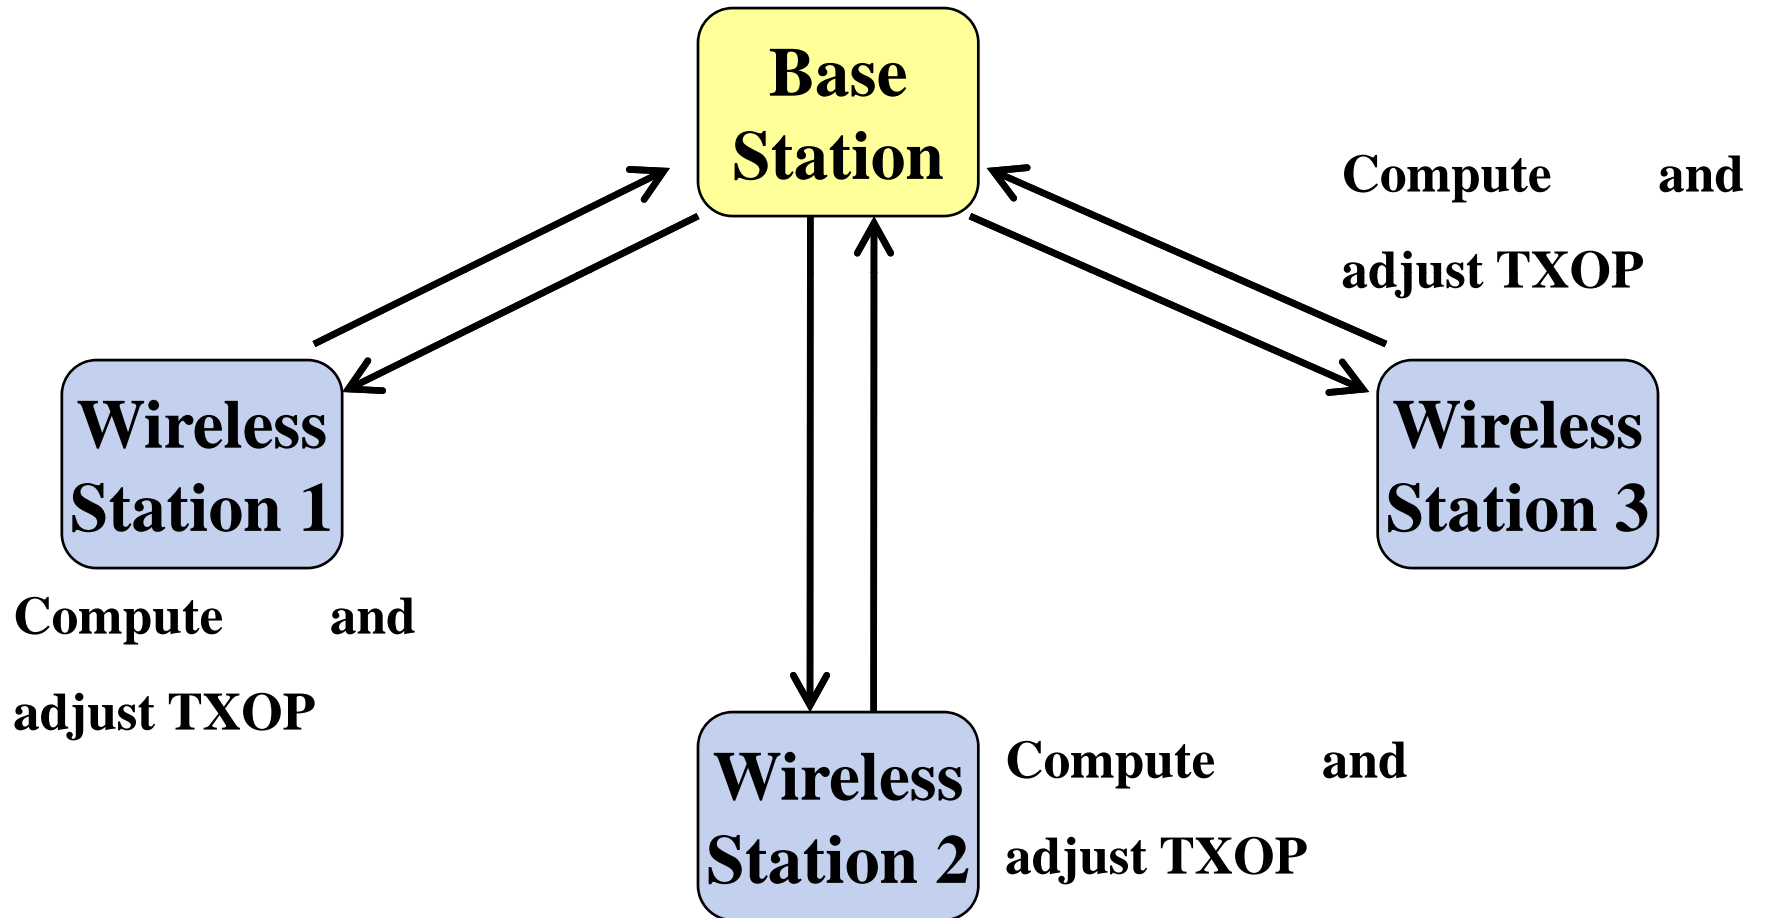 Base
Station
Compute and
adjust TXOP
Wireless
Station 1
Wireless
Station 3
Compute and
adjust TXOP
Wireless
Station 2
Compute and
adjust TXOP